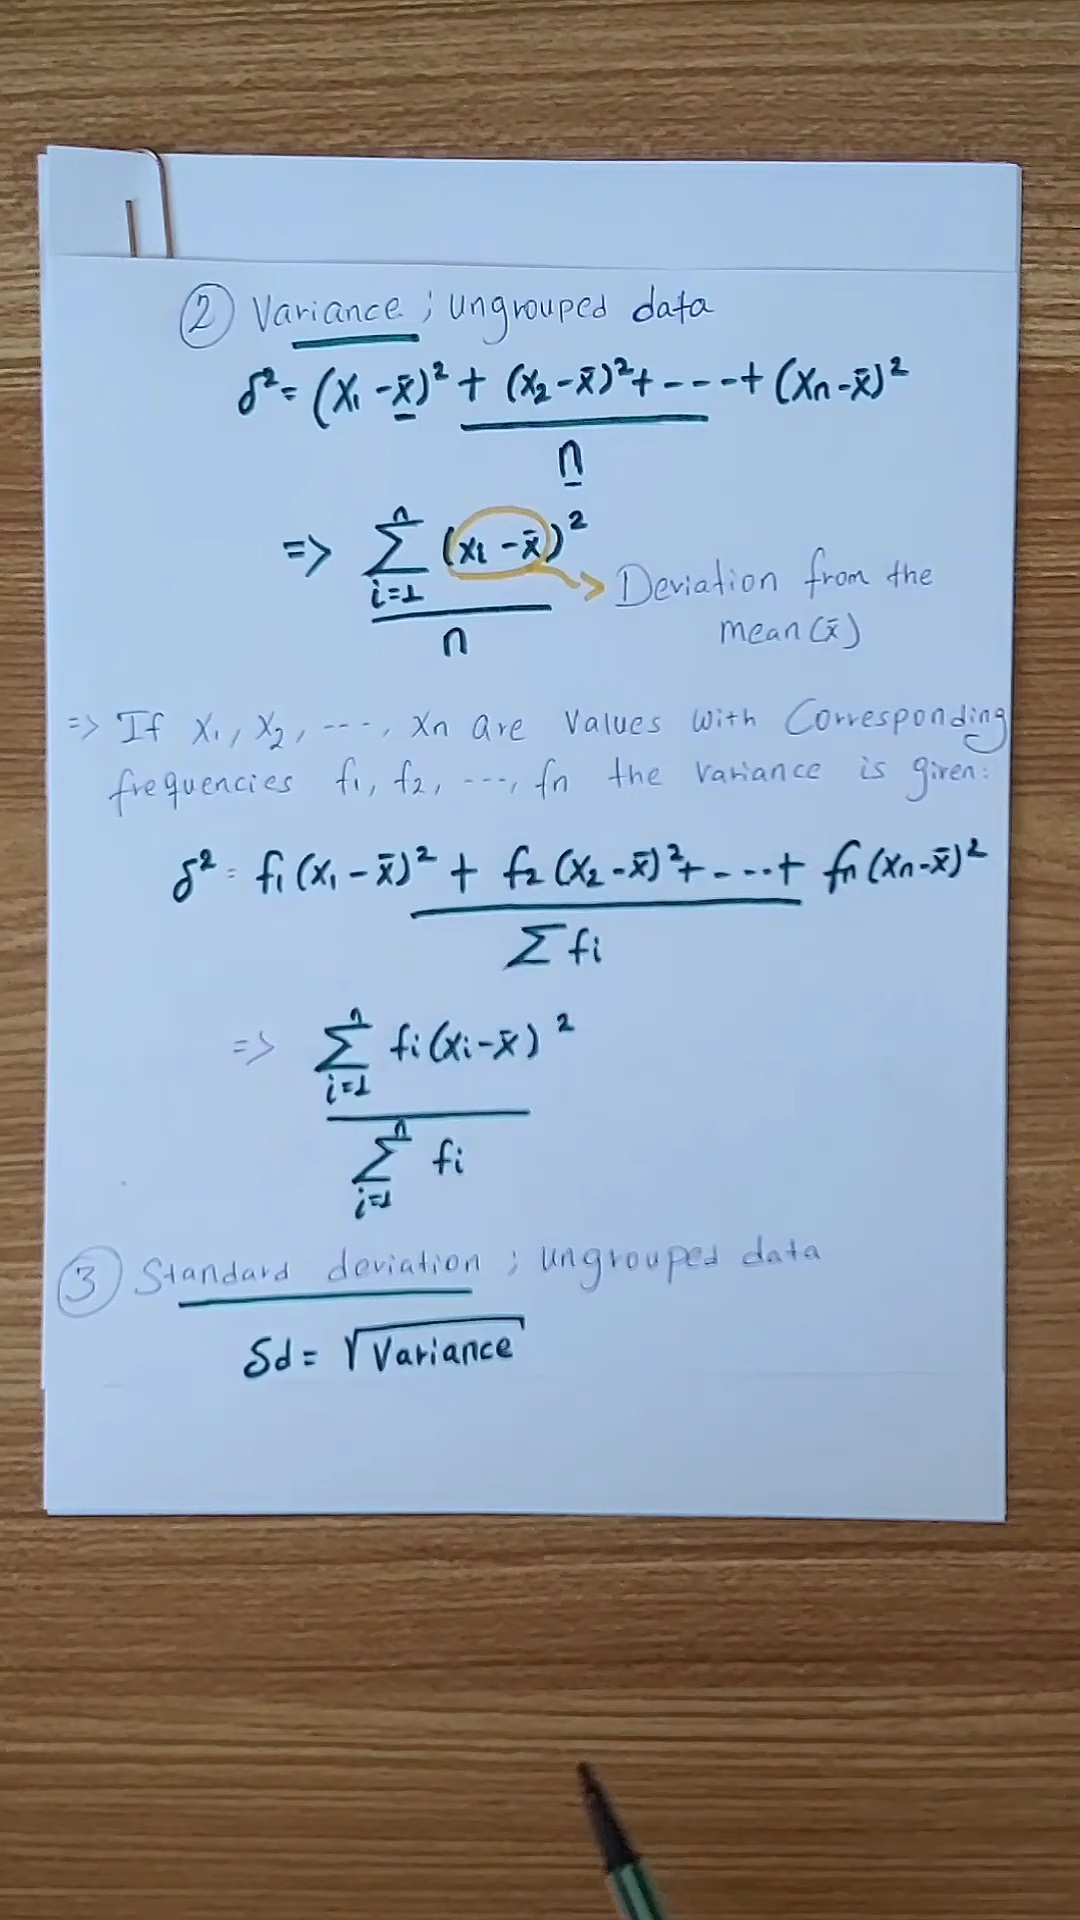 ② Variance ; ungrouped data
δ² = (x₁ - x̄)² + (x₂ - x̄)² + ---- + (xn - x̄)²
n
=> n
∑ (xi - x̄)²
i=1
n
Deviation from the
mean (x̄)
=> If x₁, x₂, ----, xn are values with Corresponding
frequencies f₁, f₂, ---, fn the variance is given:
δ² = f₁(x₁ - x̄)² + f₂(x₂ - x̄)² + ---- + fn(xn - x̄)²
∑ fi
=> n
∑ fi(xi - x̄)²
i=1
n
∑ fi
i=1
③ Standard deviation ; ungrouped data
Sd = √Variance